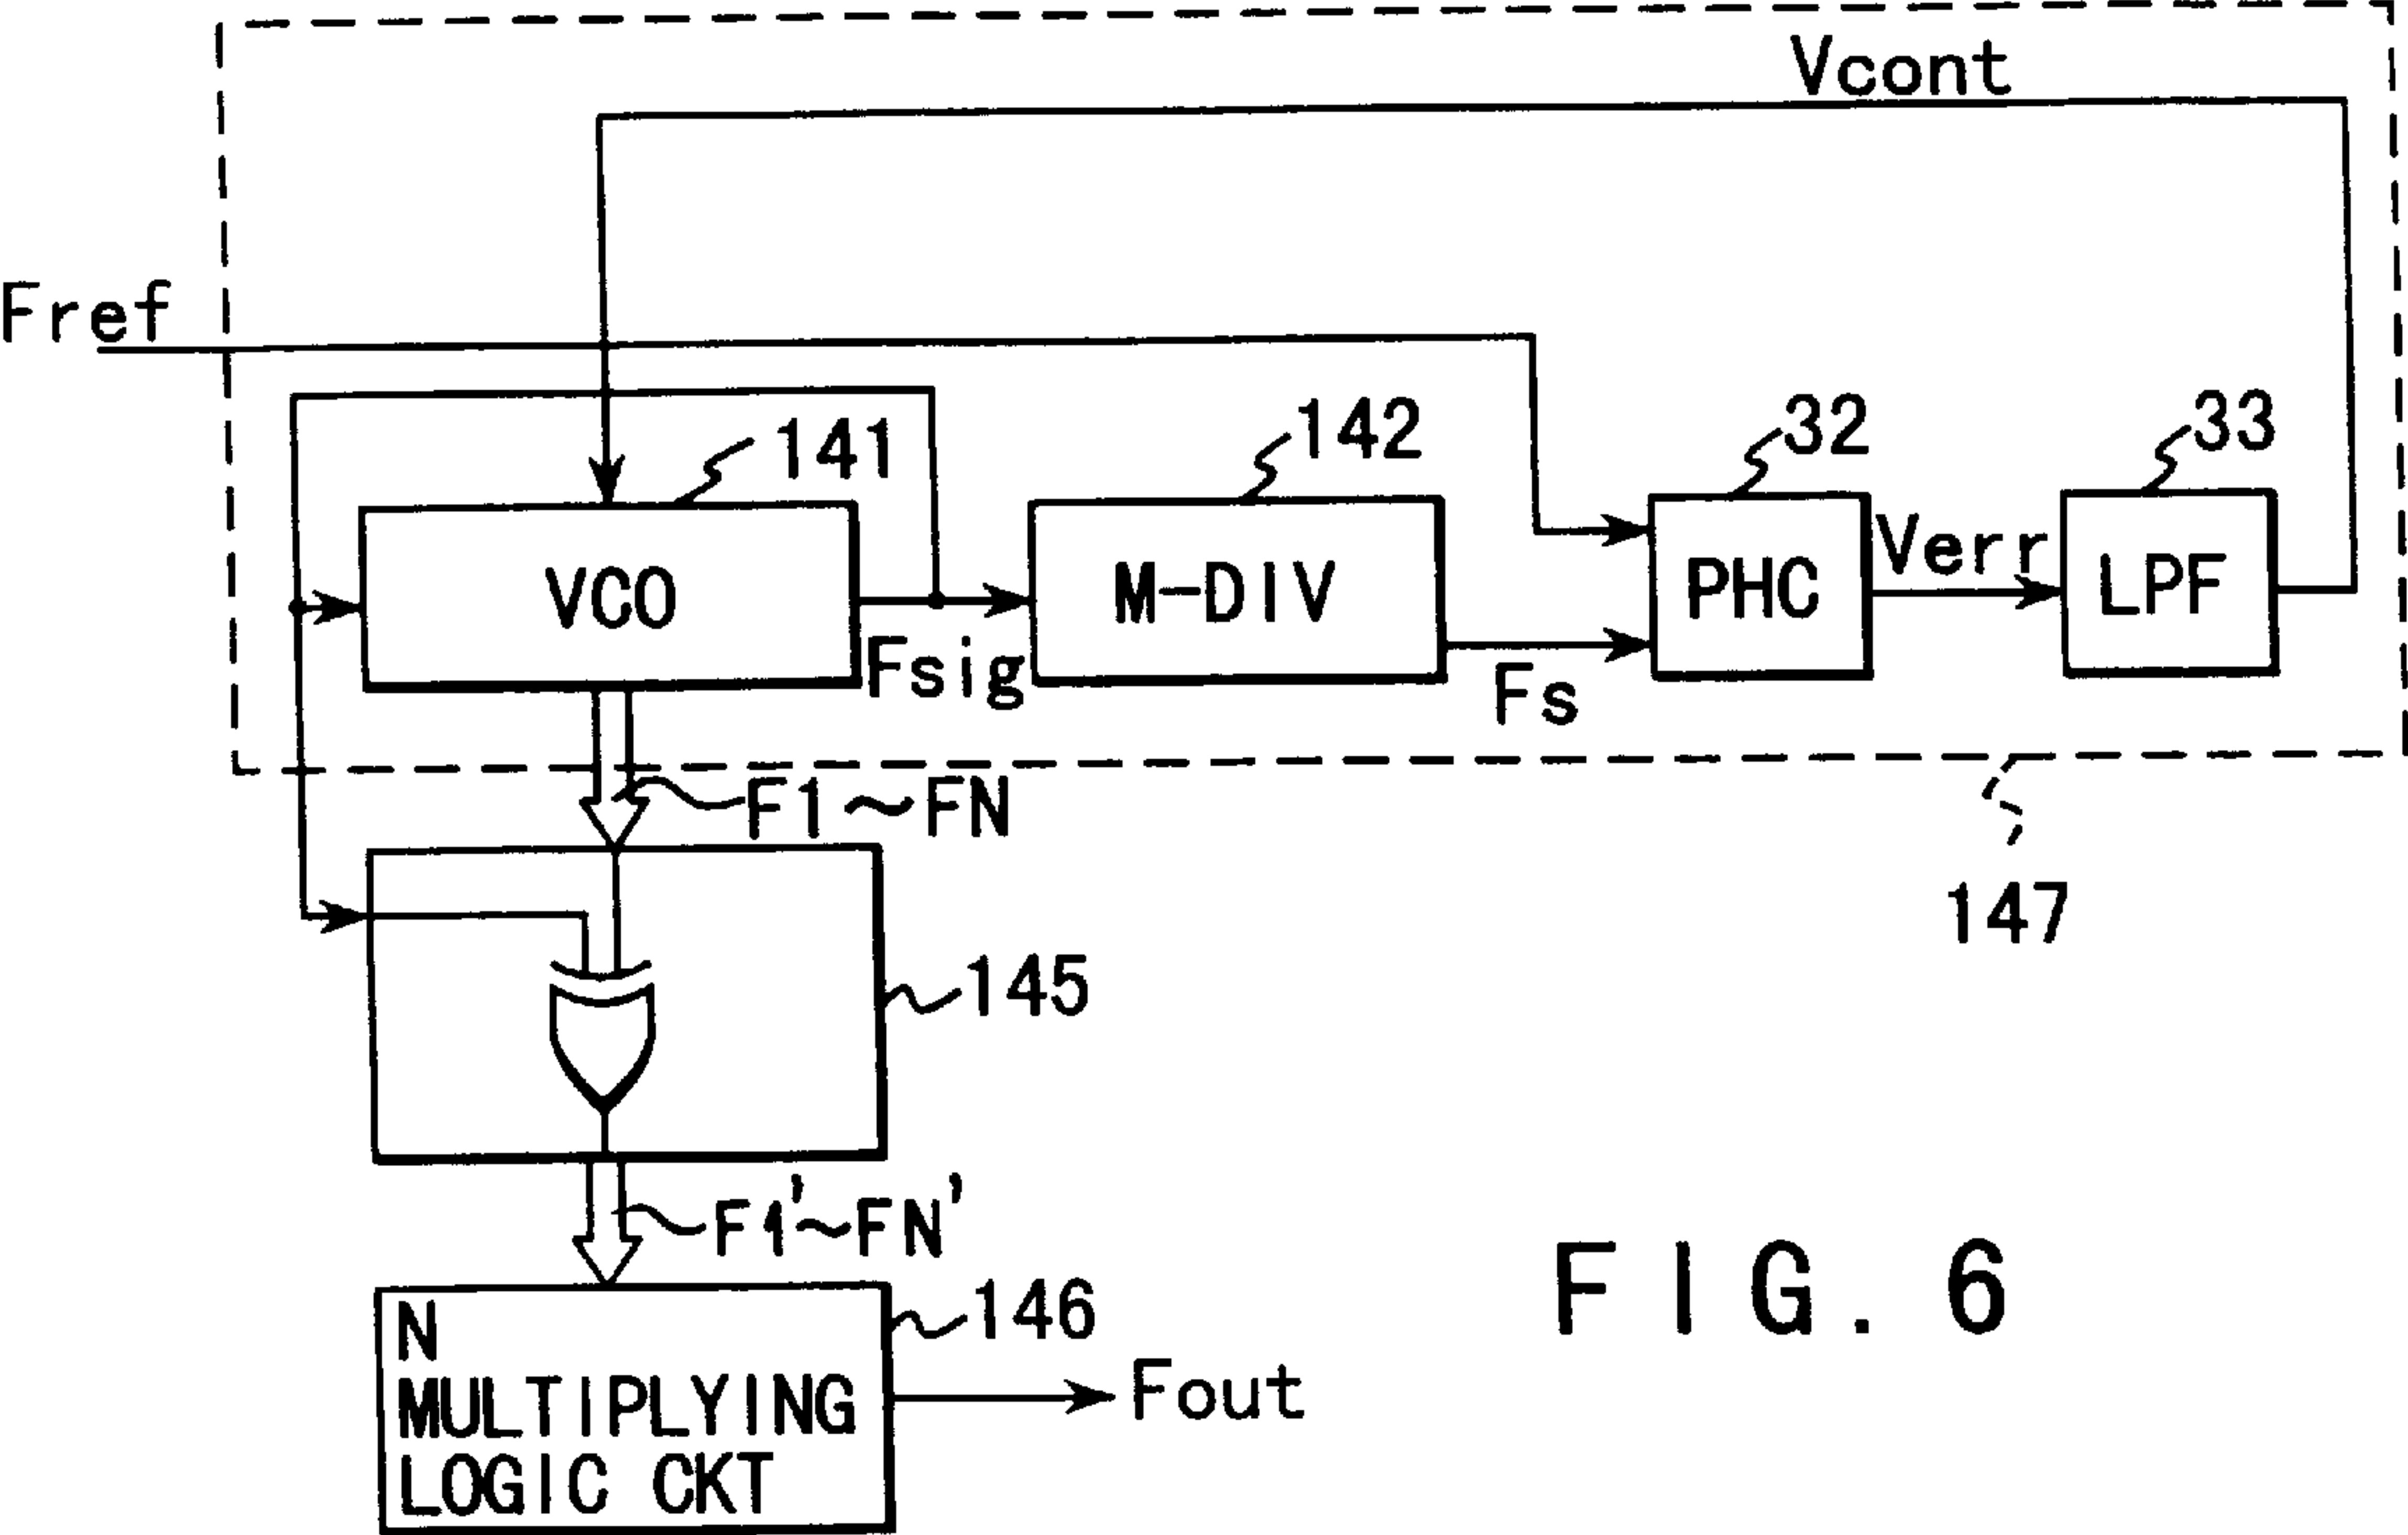 Vcont
Fref
141
142
32
33
VCO
M-DIV
PHC
Verr
LPF
Fsig
Fs
F1~FN
147
145
F1'~FN'
146
N
MULTIPLYING
LOGIC CKT
Fout
FIG. 6